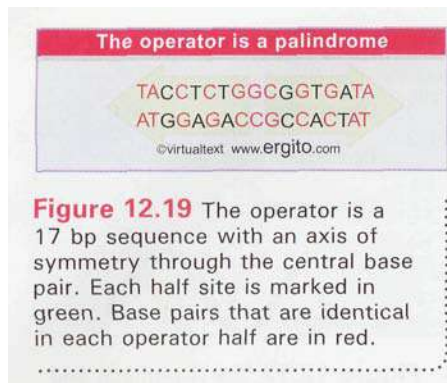 The operator is a palindrome
TACCTCTGGCGGTGATA
ATGGAGACCGCCACTAT
©virtualtext www.ergito.com
Figure 12.19 The operator is a
17 bp sequence with an axis of
symmetry through the central base
pair. Each half site is marked in
green. Base pairs that are identical
in each operator half are in red.